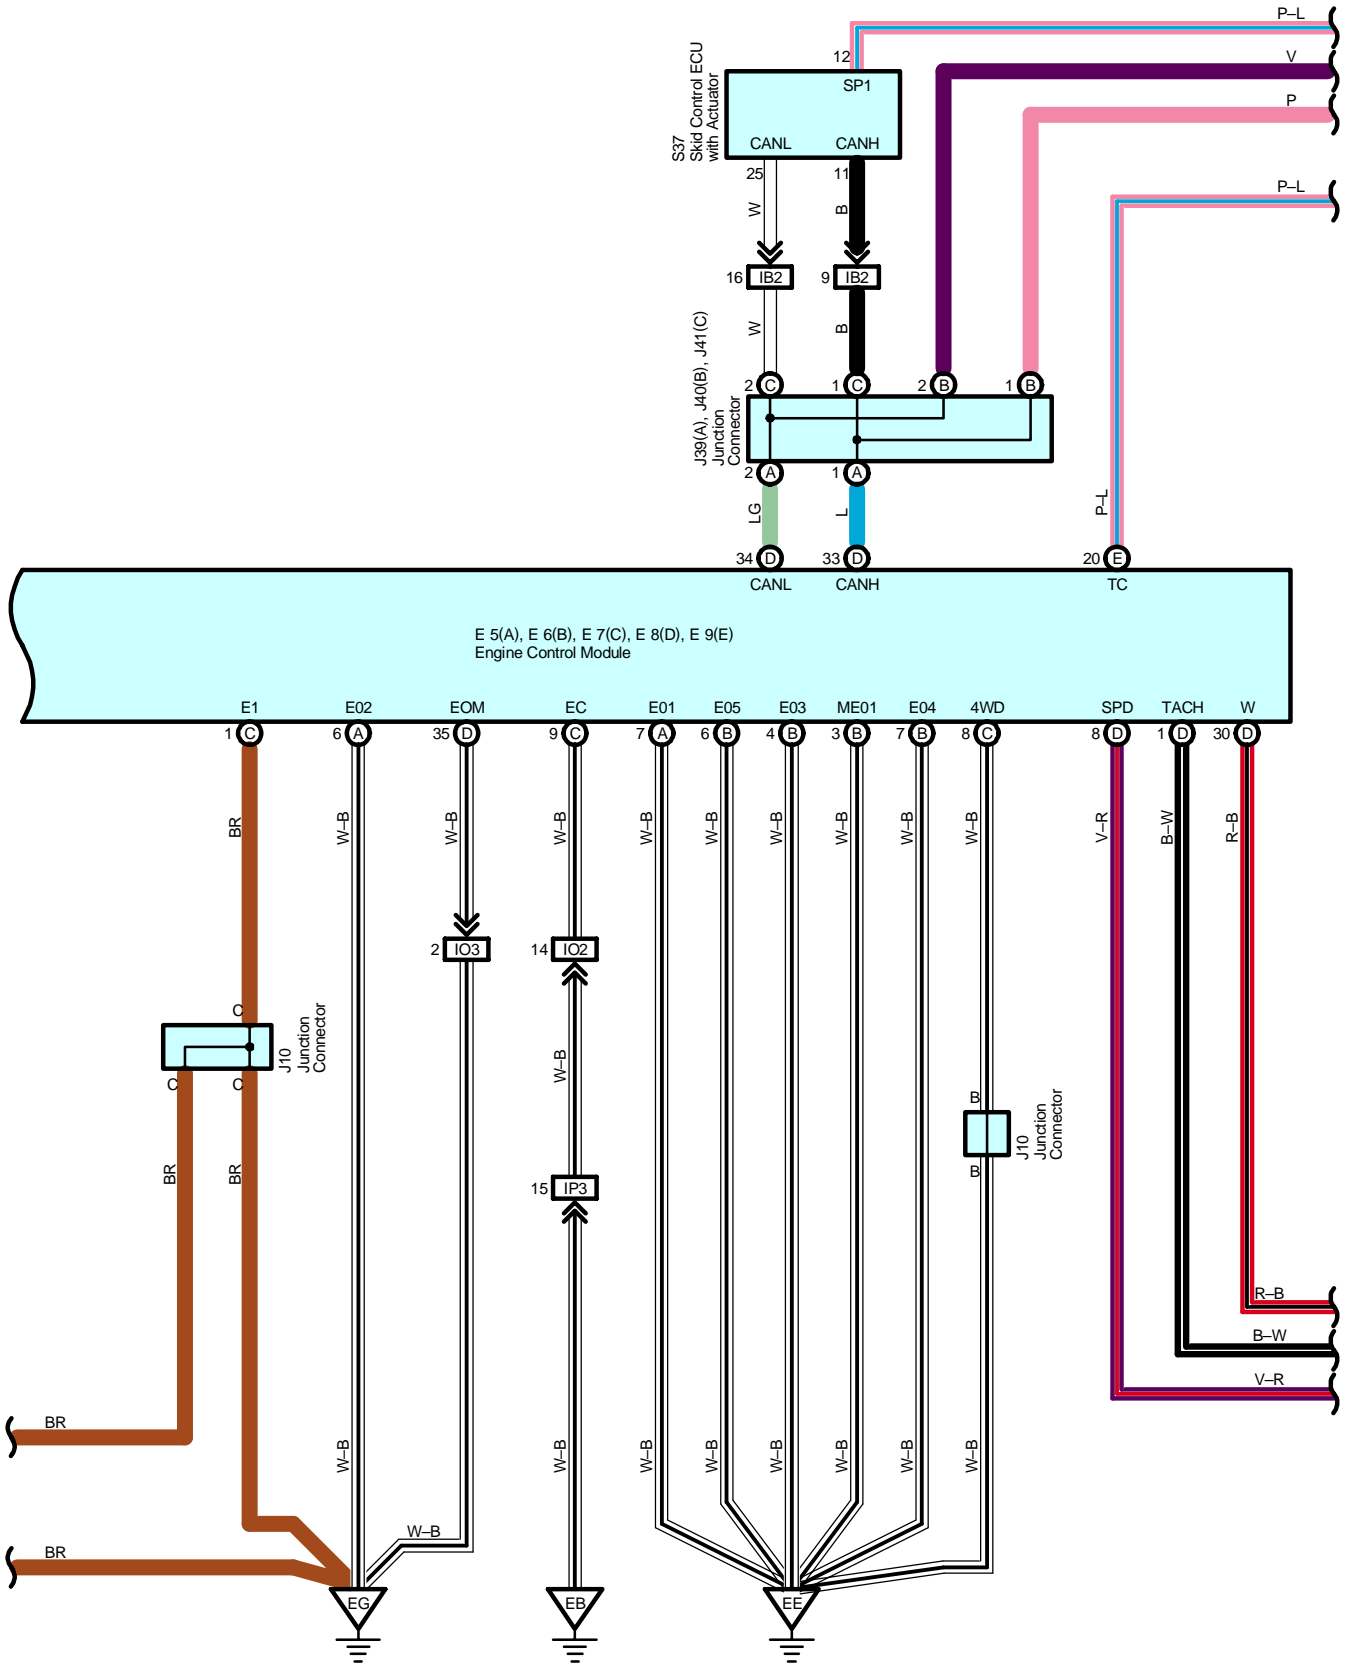 P–L
12
V
SP1
P
S37
Skid Control ECU
with Actuator
CANL
CANH
25
11
P–L
W
B
16
IB2
9
IB2
W
B
J39(A), J40(B), J41(C)
Junction
Connector
2
C
1
C
2
B
1
B
2
A
1
A
LG
L
P–L
34
D
33
D
20
E
CANL
CANH
TC
E 5(A), E 6(B), E 7(C), E 8(D), E 9(E)
Engine Control Module
E1
E02
EOM
EC
E01
E05
E03
ME01
E04
4WD
SPD
TACH
W
1
C
6
A
35
D
9
C
7
A
6
B
4
B
3
B
7
B
8
C
8
D
1
D
30
D
BR
W–B
W–B
W–B
W–B
W–B
W–B
W–B
W–B
W–B
V–R
B–W
R–B
2
IO3
14
IO2
C
J10
Junction
Connector
C
C
W–B
B
J10
Junction
Connector
B
BR
BR
15
IP3
R–B
B–W
V–R
BR
W–B
W–B
W–B
W–B
W–B
W–B
W–B
W–B
W–B
BR
EG
EB
EE